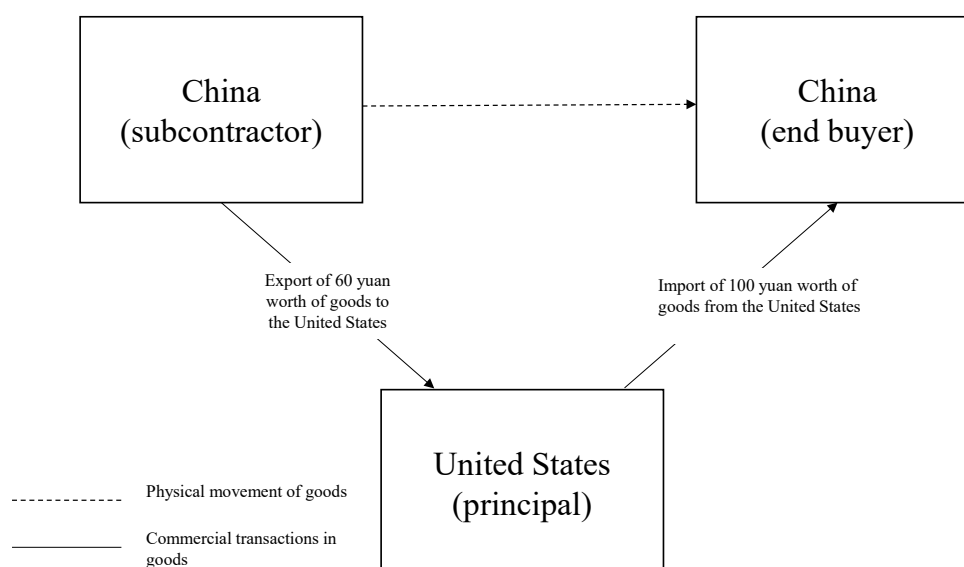 China
(subcontractor)
China
(end buyer)
Export of 60 yuan
worth of goods to
the United States
Import of 100 yuan worth of
goods from the United States
United States
(principal)
Physical movement of goods
Commercial transactions in
goods